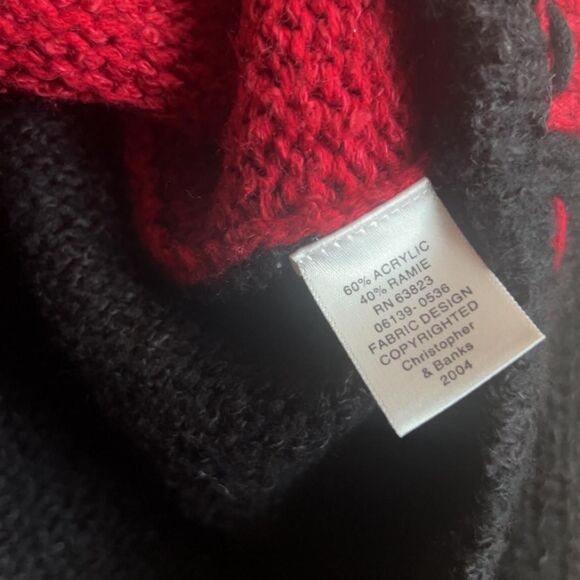 60% ACRYLIC
40% RAMIE
RN 63823
06139-0536
FABRIC DESIGN
COPYRIGHTED
Christopher
& Banks
2004